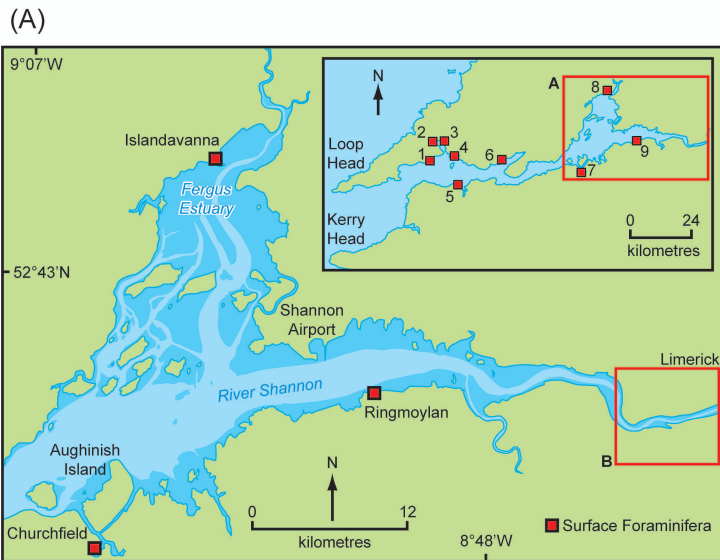 (A)
9°07'W
Islandavanna
Fergus
Estuary
52°43'N
Shannon
Airport
River Shannon
Ringmoylan
Limerick
B
Aughinish
Island
Churchfield
N
0 12
kilometres
8°48'W
Surface Foraminifera
N
Loop
Head
Kerry
Head
A
1
2
3
4
5
6
7
8
9
0 24
kilometres